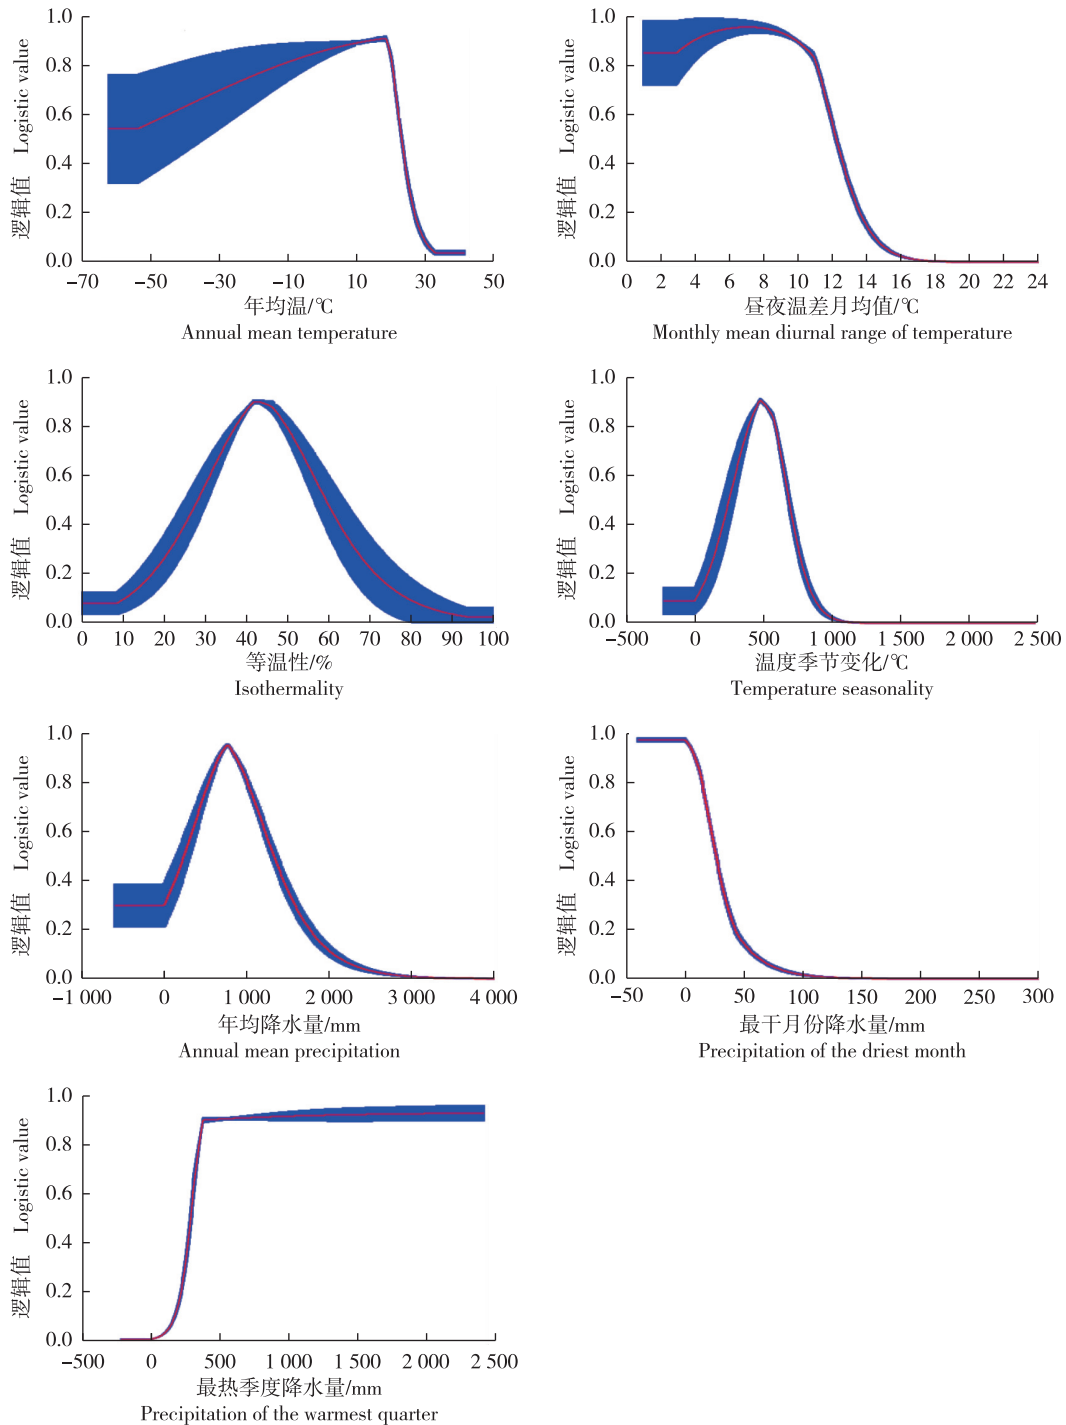 逻辑值 Logistic value
1.0
0.8
0.6
0.4
0.2
0.0
−70 −50 −30 −10 10 30 50
年均温/℃
Annual mean temperature
逻辑值 Logistic value
1.0
0.8
0.6
0.4
0.2
0.0
0 2 4 6 8 10 12 14 16 18 20 22 24
昼夜温差月均值/℃
Monthly mean diurnal range of temperature
逻辑值 Logistic value
1.0
0.8
0.6
0.4
0.2
0.0
0 10 20 30 40 50 60 70 80 90 100
等温性/%
Isothermality
逻辑值 Logistic value
1.0
0.8
0.6
0.4
0.2
0.0
−500 0 500 1 000 1 500 2 000 2 500
温度季节变化/℃
Temperature seasonality
逻辑值 Logistic value
1.0
0.8
0.6
0.4
0.2
0.0
−1 000 0 1 000 2 000 3 000 4 000
年均降水量/mm
Annual mean precipitation
逻辑值 Logistic value
1.0
0.8
0.6
0.4
0.2
0.0
−50 0 50 100 150 200 250 300
最干月份降水量/mm
Precipitation of the driest month
逻辑值 Logistic value
1.0
0.8
0.6
0.4
0.2
0.0
−500 0 500 1 000 1 500 2 000 2 500
最热季度降水量/mm
Precipitation of the warmest quarter